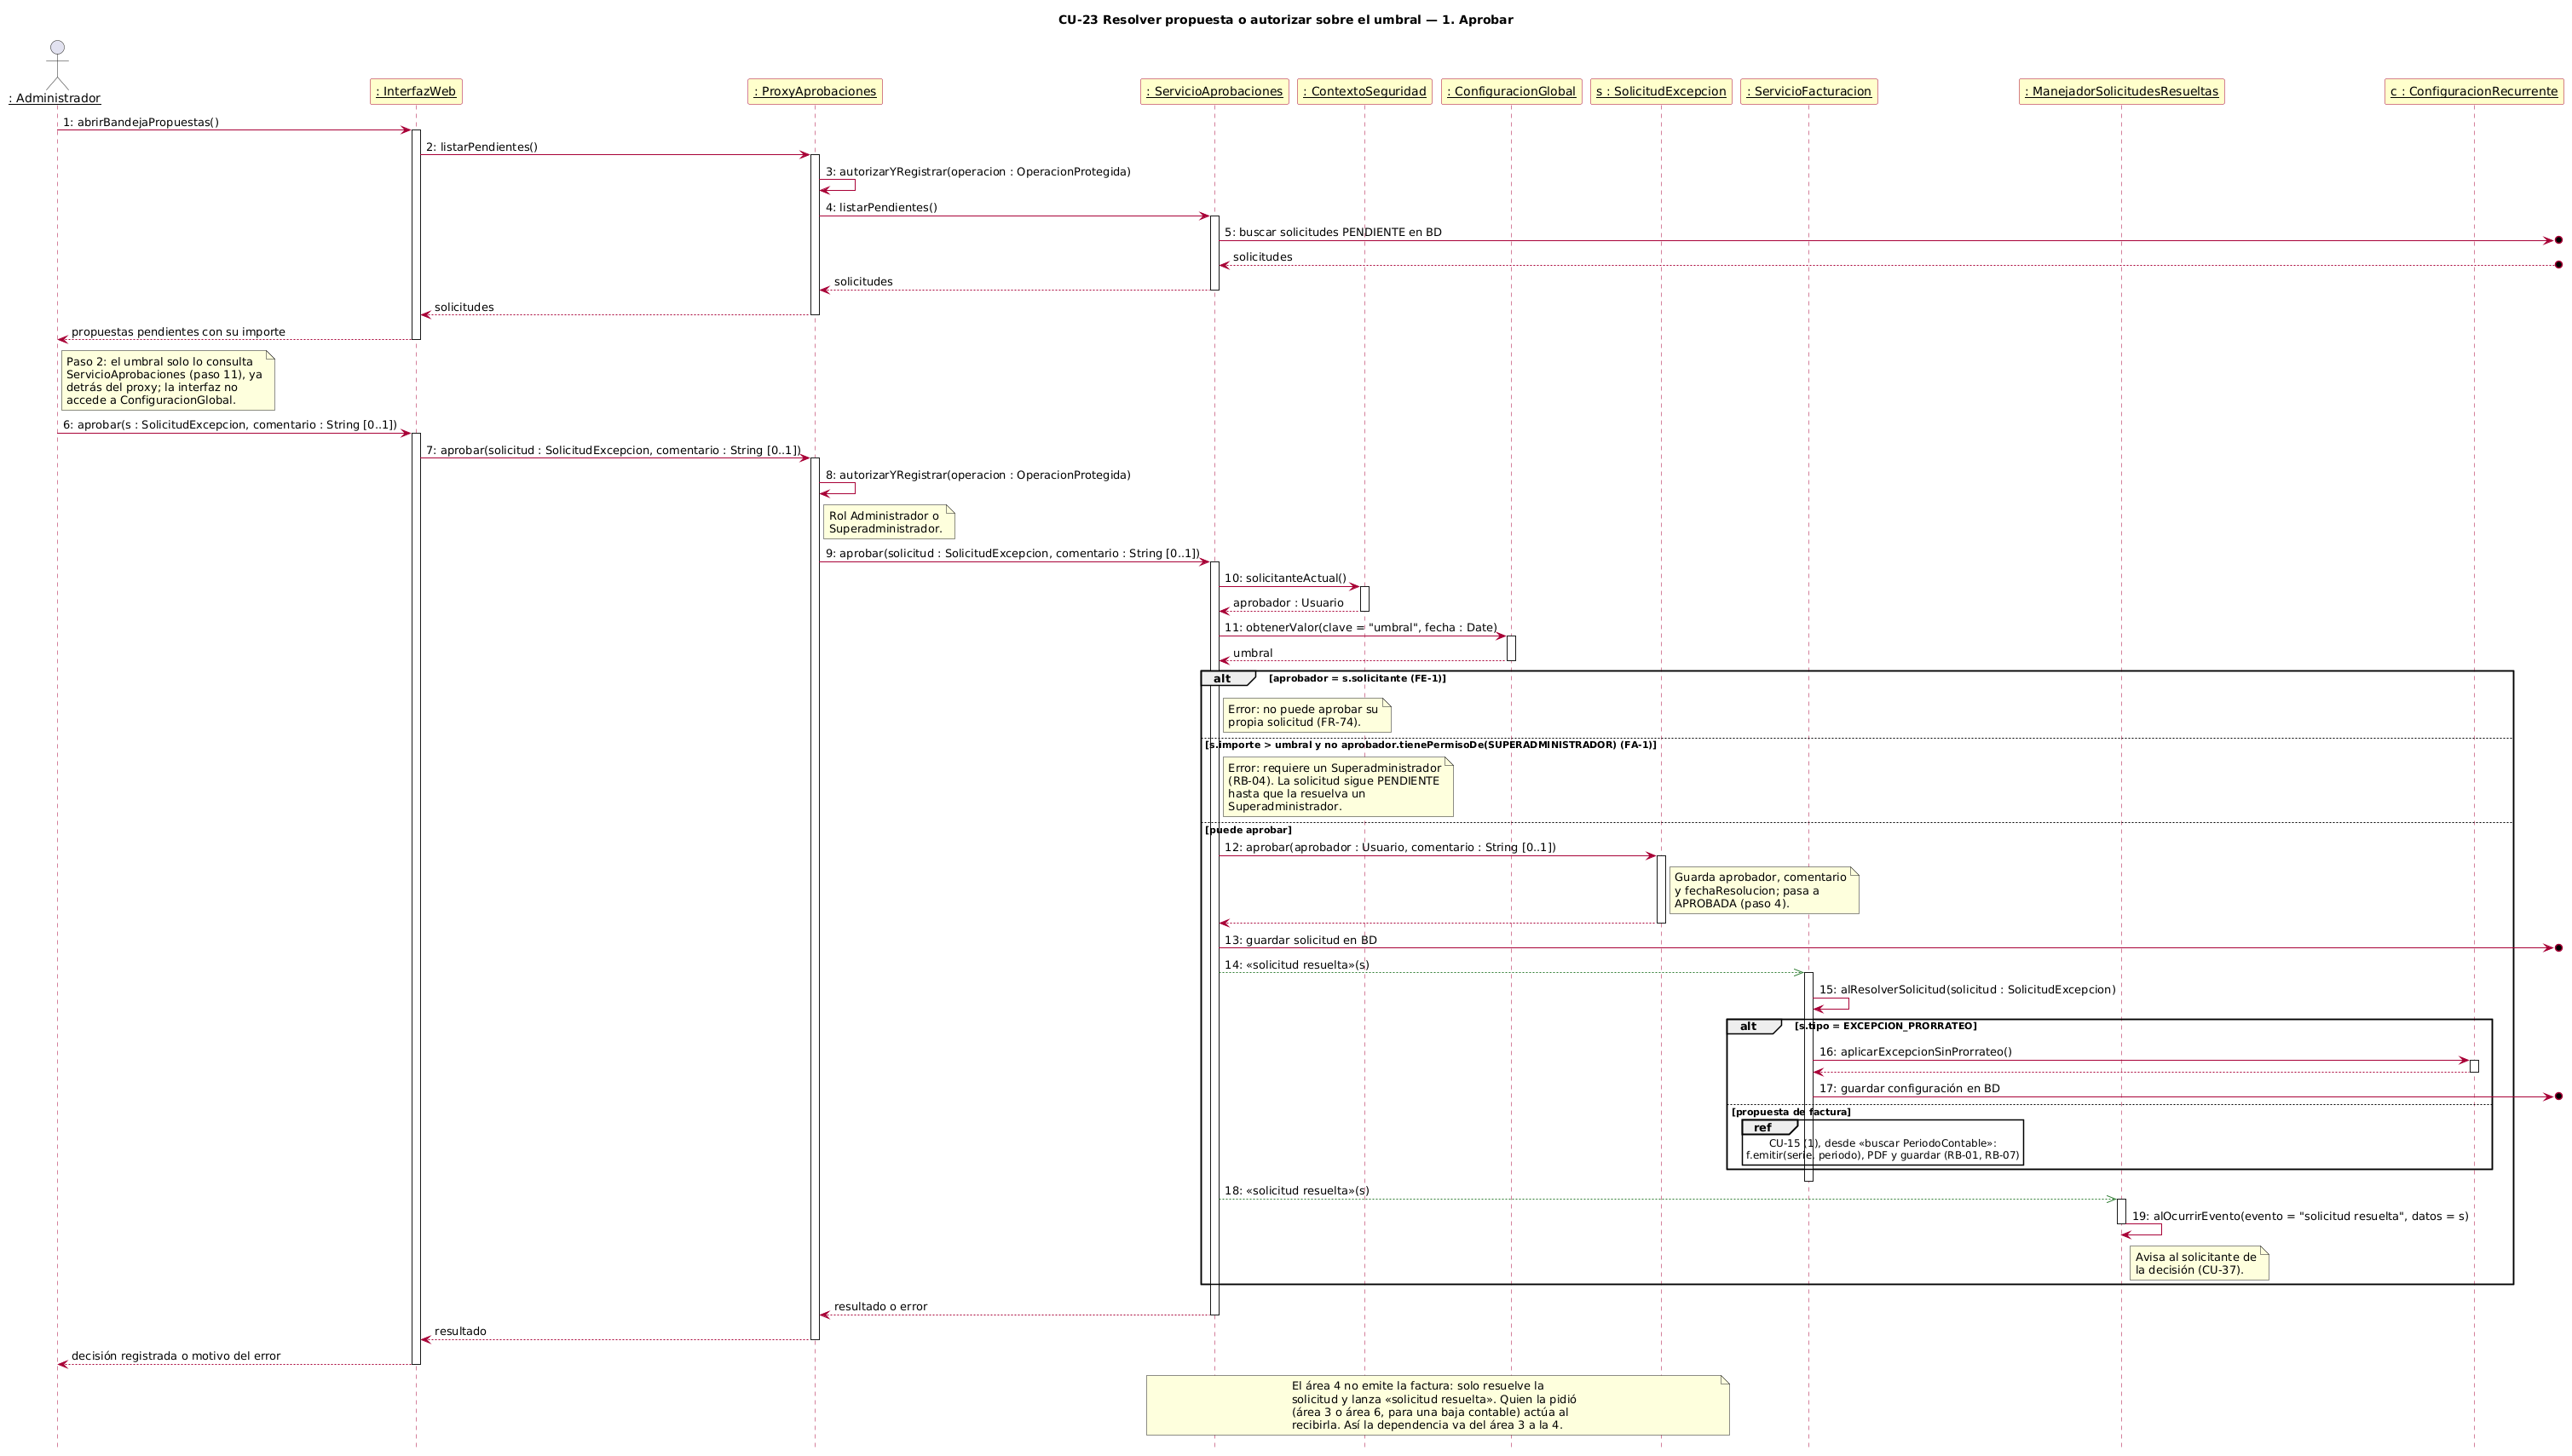 CU-23 Resolver propuesta o autorizar sobre el umbral — 1. Aprobar
: Administrador
: InterfazWeb
: ProxyAprobaciones
: ServicioAprobaciones
: ContextoSeguridad
: ConfiguracionGlobal
s : SolicitudExcepcion
: ServicioFacturacion
: ManejadorSolicitudesResueltas
c : ConfiguracionRecurrente
1: abrirBandejaPropuestas()
2: listarPendientes()
3: autorizarYRegistrar(operacion : OperacionProtegida)
4: listarPendientes()
5: buscar solicitudes PENDIENTE en BD
solicitudes
solicitudes
solicitudes
propuestas pendientes con su importe
Paso 2: el umbral solo lo consulta
ServicioAprobaciones (paso 11), ya
detrás del proxy; la interfaz no
accede a ConfiguracionGlobal.
6: aprobar(s : SolicitudExcepcion, comentario : String [0..1])
7: aprobar(solicitud : SolicitudExcepcion, comentario : String [0..1])
8: autorizarYRegistrar(operacion : OperacionProtegida)
Rol Administrador o
Superadministrador.
9: aprobar(solicitud : SolicitudExcepcion, comentario : String [0..1])
10: solicitanteActual()
aprobador : Usuario
11: obtenerValor(clave = "umbral", fecha : Date)
umbral
alt [aprobador = s.solicitante (FE-1)]
Error: no puede aprobar su
propia solicitud (FR-74).
[s.importe > umbral y no aprobador.tienePermisoDe(SUPERADMINISTRADOR) (FA-1)]
Error: requiere un Superadministrador
(RB-04). La solicitud sigue PENDIENTE
hasta que la resuelva un
Superadministrador.
[puede aprobar]
12: aprobar(aprobador : Usuario, comentario : String [0..1])
Guarda aprobador, comentario
y fechaResolucion; pasa a
APROBADA (paso 4).
13: guardar solicitud en BD
14: «solicitud resuelta»(s)
15: alResolverSolicitud(solicitud : SolicitudExcepcion)
alt [s.tipo = EXCEPCION_PRORRATEO]
16: aplicarExcepcionSinProrrateo()
17: guardar configuración en BD
[propuesta de factura]
ref
CU-15 (1), desde «buscar PeriodoContable»:
f.emitir(serie, periodo), PDF y guardar (RB-01, RB-07)
18: «solicitud resuelta»(s)
19: alOcurrirEvento(evento = "solicitud resuelta", datos = s)
Avisa al solicitante de
la decisión (CU-37).
resultado o error
resultado
decisión registrada o motivo del error
El área 4 no emite la factura: solo resuelve la
solicitud y lanza «solicitud resuelta». Quien la pidió
(área 3 o área 6, para una baja contable) actúa al
recibirla. Así la dependencia va del área 3 a la 4.